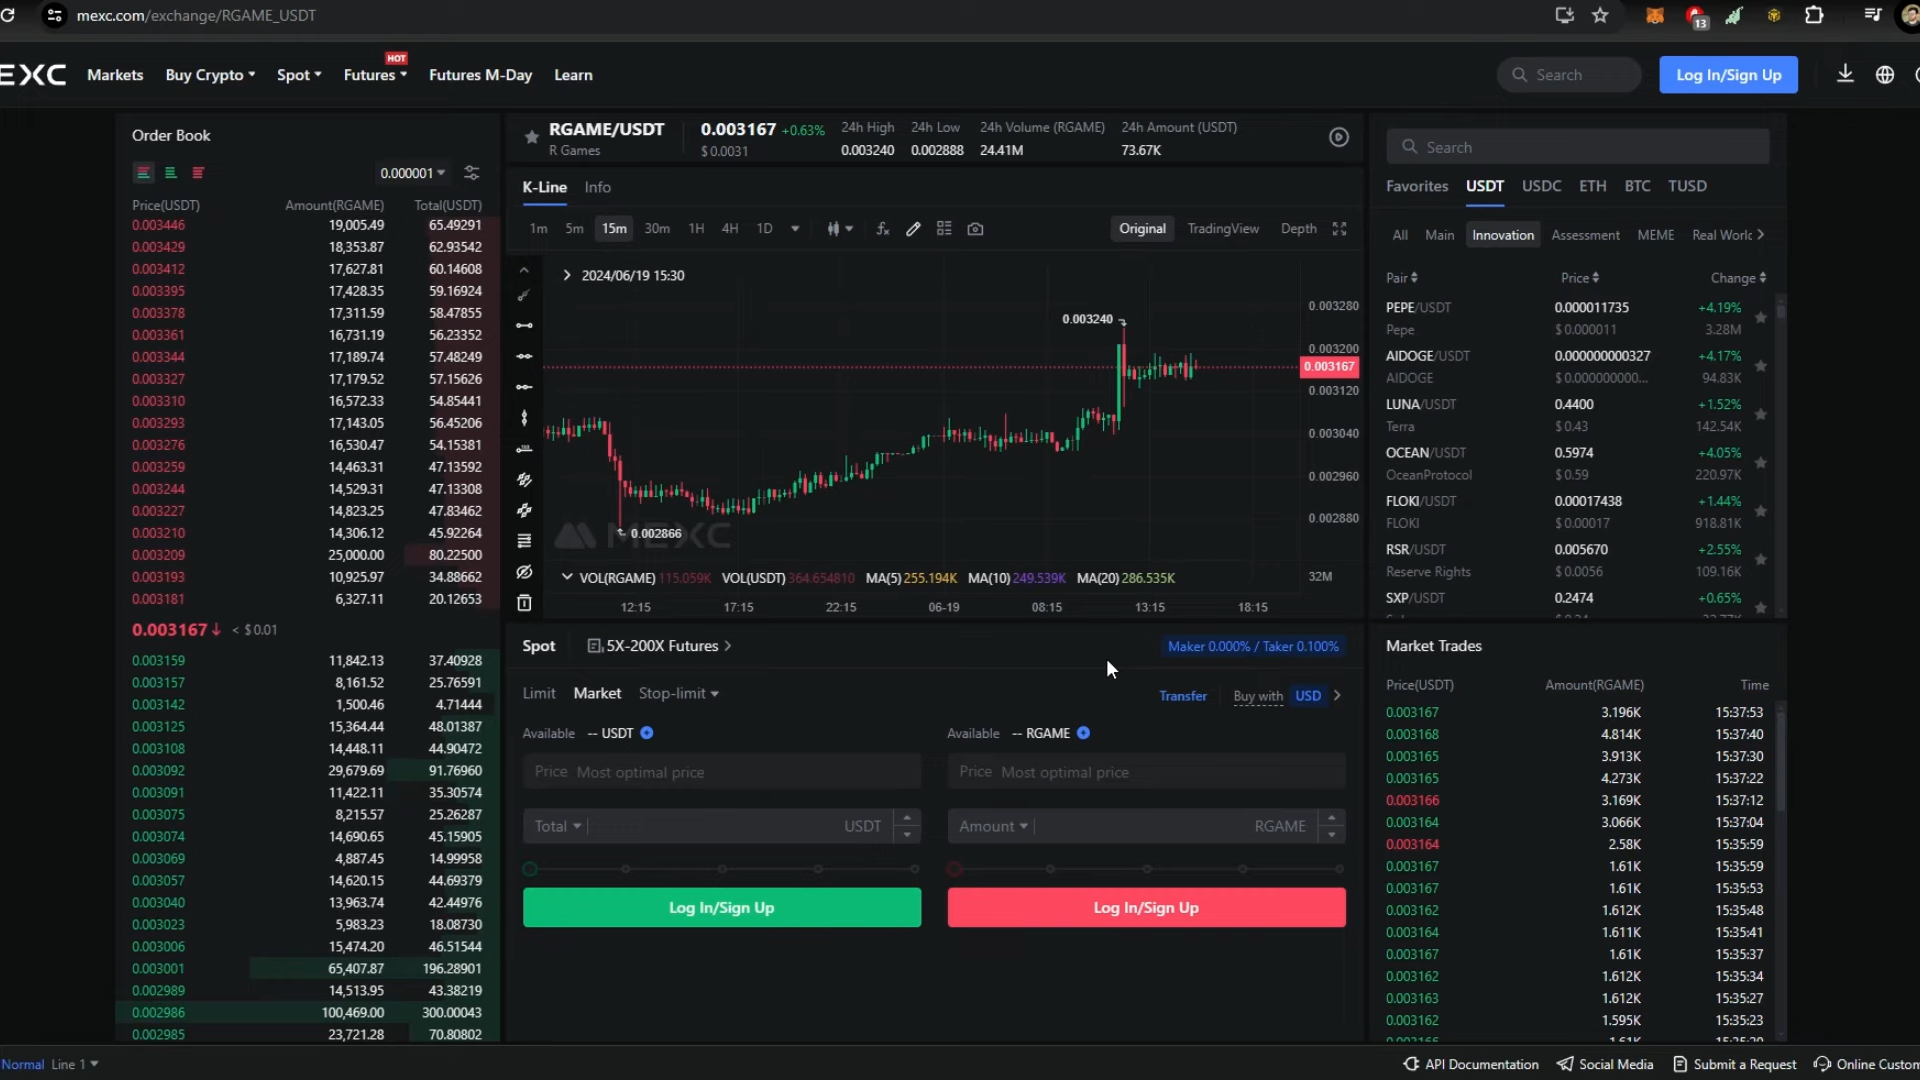 mexc.com/exchange/RGAME_USDT
13
EXC Markets Buy Crypto Spot Futures HOT Futures M-Day Learn Search Log In/Sign Up
Order Book
0.000001
Price(USDT) Amount(RGAME) Total(USDT)
0.003446 19,005.49 65.49291
0.003429 18,353.87 62.93542
0.003412 17,627.81 60.14608
0.003395 17,428.35 59.16924
0.003378 17,311.59 58.47855
0.003361 16,731.19 56.23352
0.003344 17,189.74 57.48249
0.003327 17,179.52 57.15626
0.003310 16,572.33 54.85441
0.003293 17,143.05 56.45206
0.003276 16,530.47 54.15381
0.003259 14,463.31 47.13592
0.003244 14,529.31 47.13308
0.003227 14,823.25 47.83462
0.003210 14,306.12 45.92264
0.003209 25,000.00 80.22500
0.003193 10,925.97 34.88662
0.003181 6,327.11 20.12653
0.003167 < $ 0.01
0.003159 11,842.13 37.40928
0.003157 8,161.52 25.76591
0.003142 1,500.46 4.71444
0.003125 15,364.44 48.01387
0.003108 14,448.11 44.90472
0.003092 29,679.69 91.76960
0.003091 11,422.11 35.30574
0.003075 8,215.57 25.26287
0.003074 14,690.65 45.15905
0.003069 4,887.45 14.99958
0.003057 14,620.15 44.69379
0.003040 13,963.74 42.44976
0.003023 5,983.23 18.08730
0.003006 15,474.20 46.51544
0.003001 65,407.87 196.28901
0.002989 14,513.95 43.38219
0.002986 100,469.00 300.00043
0.002985 23,721.28 70.80802
RGAME/USDT 0.003167 +0.63% 24h High 24h Low 24h Volume (RGAME) 24h Amount (USDT)
R Games $ 0.0031 0.003240 0.002888 24.41M 73.67K
K-Line Info
1m 5m 15m 30m 1H 4H 1D Original TradingView Depth
2024/06/19 15:30
0.003280
0.003240
0.003200
0.003167
0.003120
0.003040
0.002960
0.002880
0.002866
MEXC
VOL(RGAME) 115.059K VOL(USDT) 364.654810 MA(5) 255.194K MA(10) 249.539K MA(20) 286.535K 32M
12:15 17:15 22:15 06-19 08:15 13:15 18:15
Spot 5X-200X Futures Maker 0.000% / Taker 0.100%
Limit Market Stop-limit Transfer Buy with USD
Available -- USDT Available -- RGAME
Price Most optimal price Price Most optimal price
Total USDT Amount RGAME
Log In/Sign Up Log In/Sign Up
Search
Favorites USDT USDC ETH BTC TUSD
All Main Innovation Assessment MEME Real Worlc
Pair Price Change
PEPE/USDT 0.000011735 +4.19%
Pepe $ 0.000011 3.28M
AIDOGE/USDT 0.000000000327 +4.17%
AIDOGE $ 0.000000000... 94.83K
LUNA/USDT 0.4400 +1.52%
Terra $ 0.43 142.54K
OCEAN/USDT 0.5974 +4.05%
OceanProtocol $ 0.59 220.97K
FLOKI/USDT 0.00017438 +1.44%
FLOKI $ 0.00017 918.81K
RSR/USDT 0.005670 +2.55%
Reserve Rights $ 0.0056 109.16K
SXP/USDT 0.2474 +0.65%
Market Trades
Price(USDT) Amount(RGAME) Time
0.003167 3.196K 15:37:53
0.003168 4.814K 15:37:40
0.003165 3.913K 15:37:30
0.003165 4.273K 15:37:22
0.003166 3.169K 15:37:12
0.003164 3.066K 15:37:04
0.003164 2.58K 15:35:59
0.003167 1.61K 15:35:59
0.003167 1.61K 15:35:53
0.003162 1.612K 15:35:48
0.003164 1.611K 15:35:41
0.003167 1.61K 15:35:37
0.003162 1.612K 15:35:34
0.003163 1.612K 15:35:27
0.003162 1.595K 15:35:23
Normal Line 1 API Documentation Social Media Submit a Request Online Custon